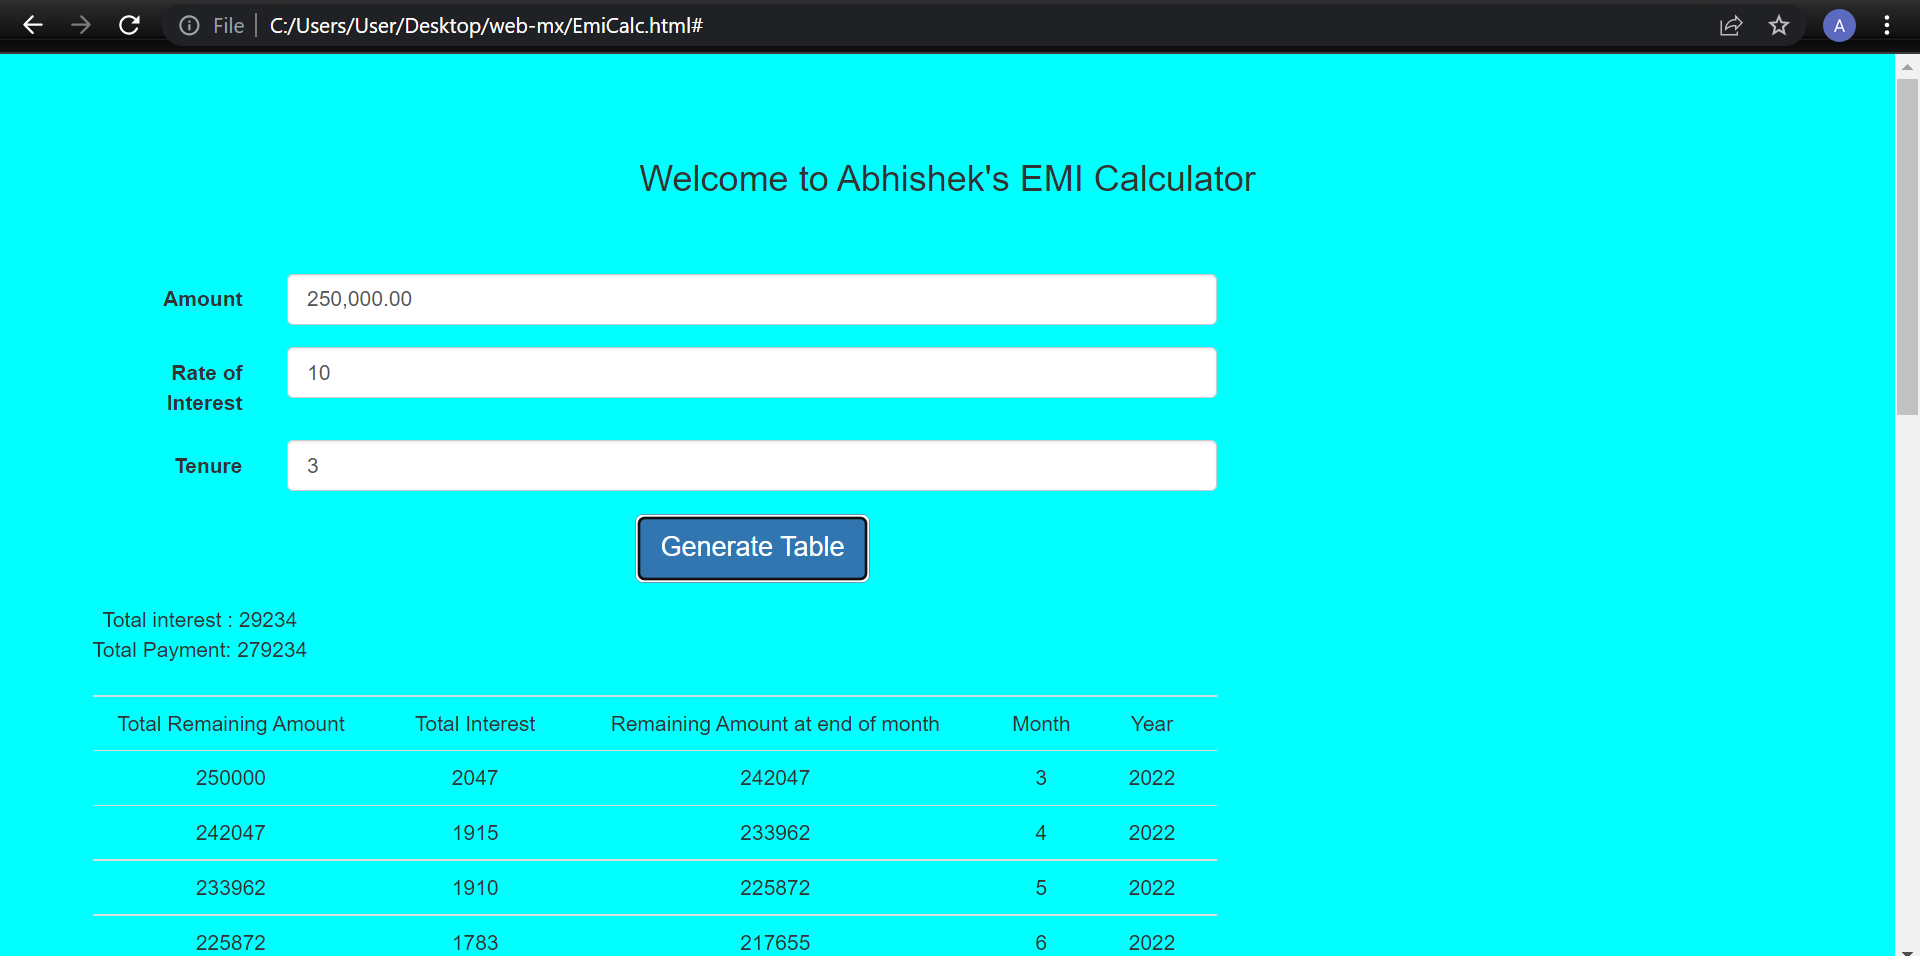 File C:/Users/User/Desktop/web-mx/EmiCalc.html#
A
Welcome to Abhishek's EMI Calculator
Amount 250,000.00
Rate of Interest 10
Tenure 3
Generate Table
Total interest : 29234
Total Payment: 279234
Total Remaining Amount Total Interest Remaining Amount at end of month Month Year
250000 2047 242047 3 2022
242047 1915 233962 4 2022
233962 1910 225872 5 2022
225872 1783 217655 6 2022